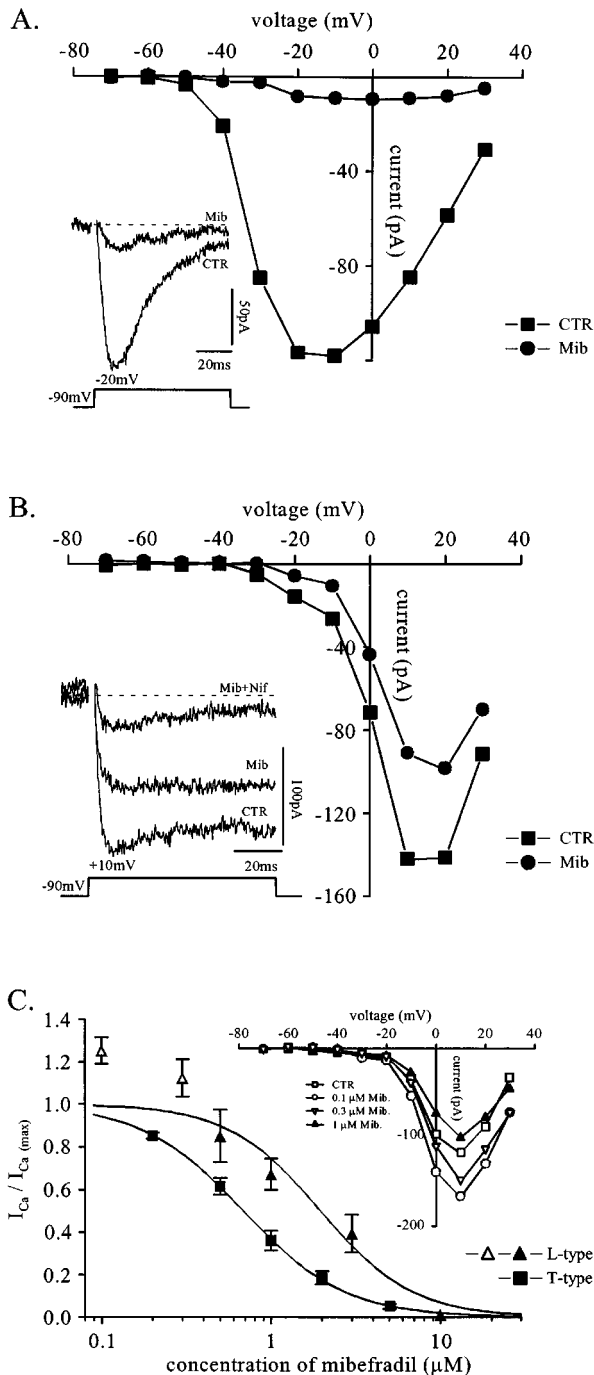 A.
voltage (mV)
-80 -60 -40 -20 0 20 40
-40
-80
current (pA)
Mib
CTR
50pA
20ms
-20mV
-90mV
CTR
Mib
B.
voltage (mV)
-80 -60 -40 -20 0 20 40
-40
-80
-120
-160
current (pA)
Mib+Nif
Mib
CTR
100pA
+10mV
20ms
-90mV
CTR
Mib
C.
voltage (mV)
-80 -60 -40 -20 0 20 40
current (pA)
-100
-200
CTR
0.1 μM Mib.
0.3 μM Mib.
1 μM Mib.
1.4
1.2
1.0
0.8
0.6
0.4
0.2
0.0
I Ca / I Ca (max)
L-type
T-type
0.1 1 10
concentration of mibefradil (μM)